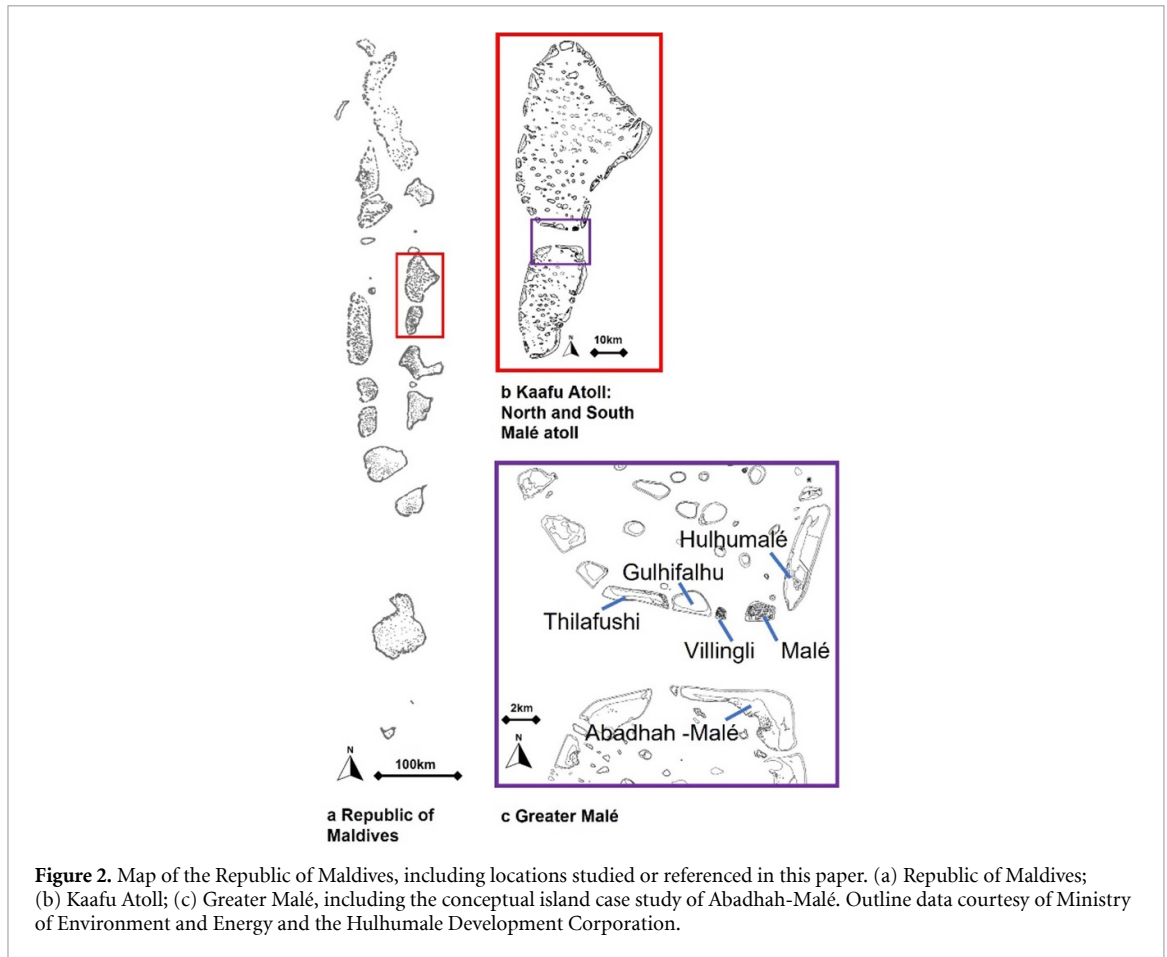 N
100km
a Republic of
Maldives
N
10km
b Kaafu Atoll:
North and South
Malé atoll
Hulhumalé
Gulhifalhu
Thilafushi
Villingli
Malé
2km
N
Abadhah -Malé
c Greater Malé
Figure 2. Map of the Republic of Maldives, including locations studied or referenced in this paper. (a) Republic of Maldives;
(b) Kaafu Atoll; (c) Greater Malé, including the conceptual island case study of Abadhah-Malé. Outline data courtesy of Ministry
of Environment and Energy and the Hulhumale Development Corporation.